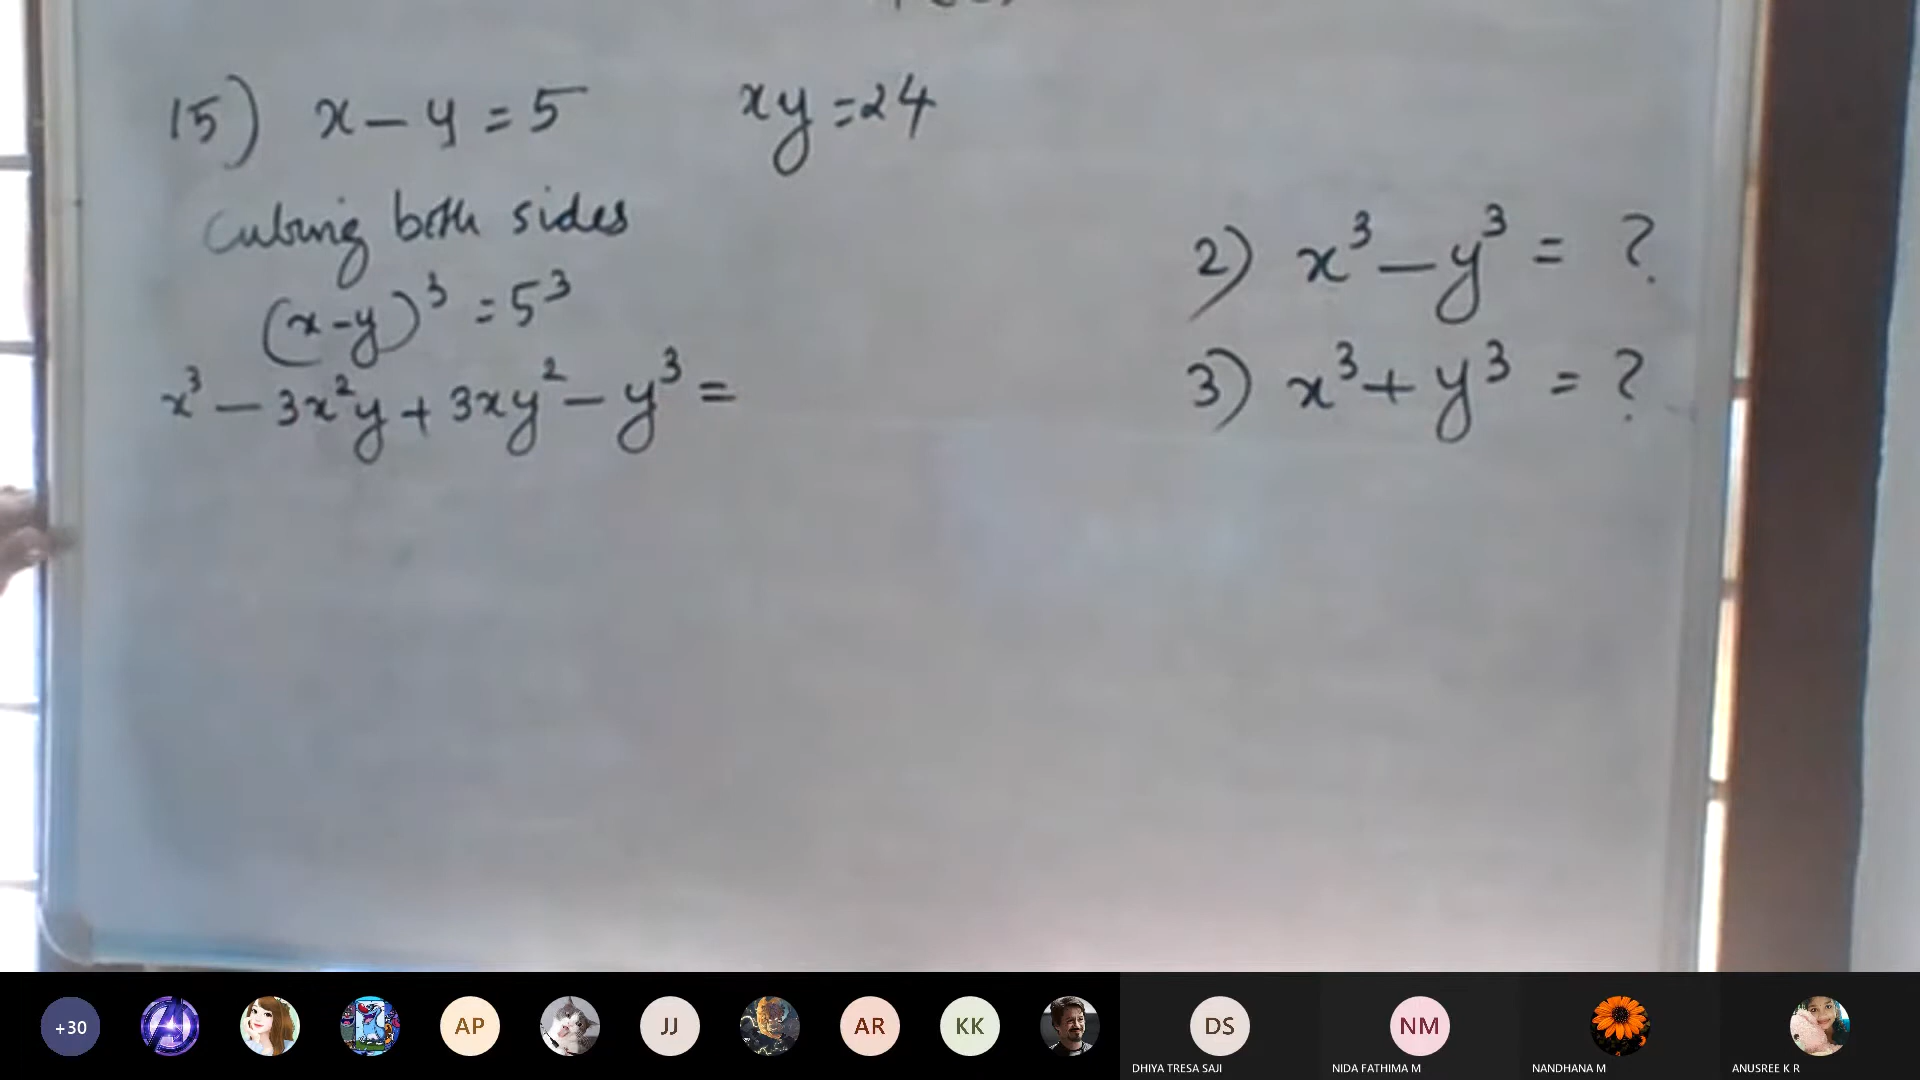 15) x - y = 5 xy = 24
Cubing both sides
(x-y)³ = 5³
x³ - 3x²y + 3xy² - y³ =
2) x³ - y³ = ?
3) x³ + y³ = ?
+30 AP JJ AR KK DS NM
DHIYA TRESA SAJI NIDA FATHIMA M NANDHANA M ANUSREE K R